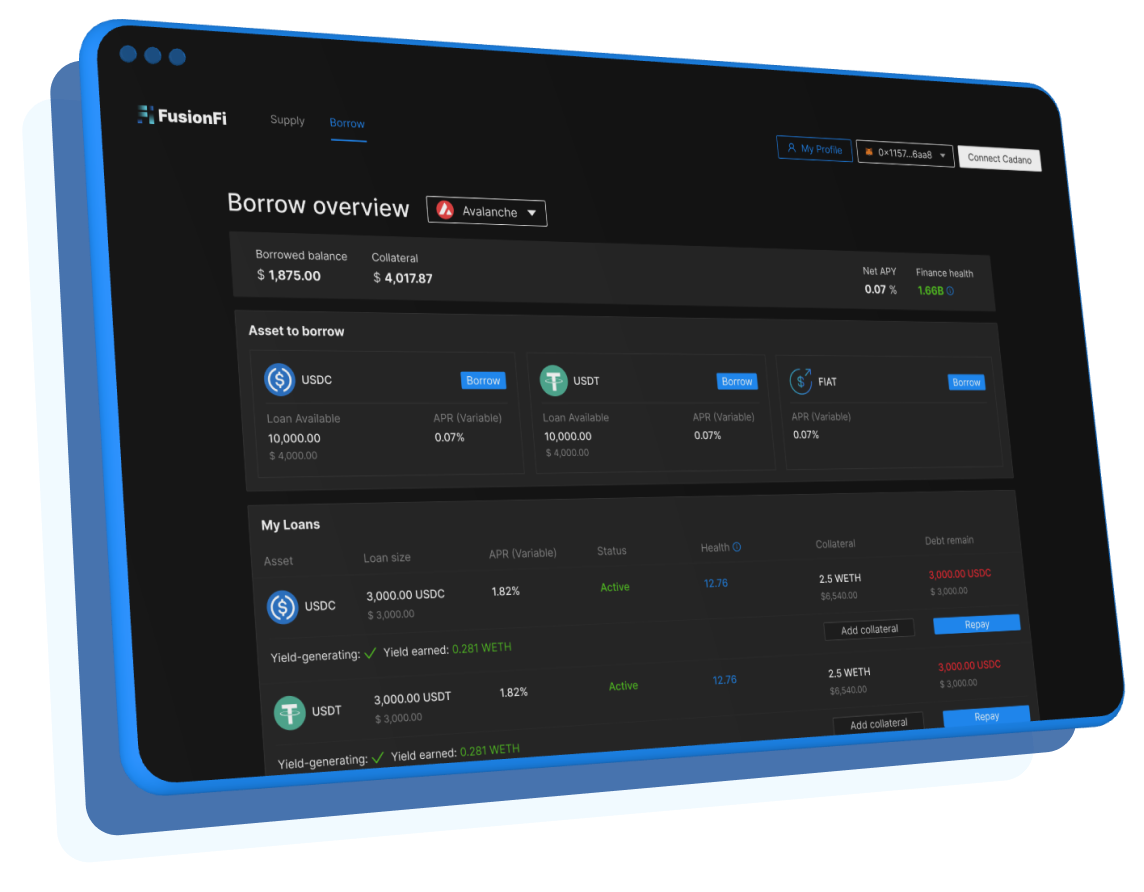 FusionFi
Supply
Borrow
My Profile
0×1157...6aa8
Connect Cadano
Borrow overview
Avalanche
Borrowed balance
Collateral
$ 1,875.00
$ 4,017.87
Net APY
Finance health
0.07 %
1.66B
Asset to borrow
USDC
Borrow
Loan Available
APR (Variable)
10,000.00
0.07%
$ 4,000.00
USDT
Borrow
Loan Available
APR (Variable)
10,000.00
0.07%
$ 4,000.00
FIAT
Borrow
APR (Variable)
0.07%
My Loans
Asset
Loan size
APR (Variable)
Status
Health
Collateral
Debt remain
USDC
3,000.00 USDC
$ 3,000.00
1.82%
Active
12.76
2.5 WETH
$6,540.00
3,000.00 USDC
$ 3,000.00
Yield-generating:
Yield earned: 0.281 WETH
Add collateral
Repay
USDT
3,000.00 USDT
$ 3,000.00
1.82%
Active
12.76
2.5 WETH
$6,540.00
3,000.00 USDC
$ 3,000.00
Yield-generating:
Yield earned: 0.281 WETH
Add collateral
Repay